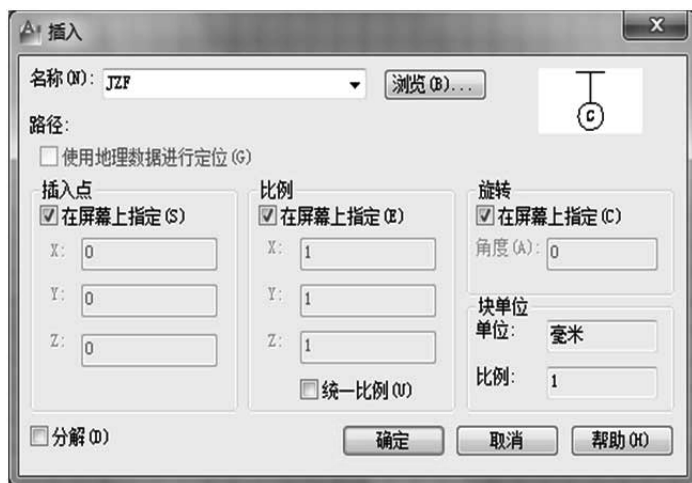 插入
名称(N): JZF 浏览(B)...
C
路径:
使用地理数据进行定位(G)
插入点
在屏幕上指定(S)
X: 0
Y: 0
Z: 0
比例
在屏幕上指定(E)
X: 1
Y: 1
Z: 1
统一比例(U)
旋转
在屏幕上指定(C)
角度(A): 0
块单位
单位: 毫米
比例: 1
分解(D)
确定 取消 帮助(H)